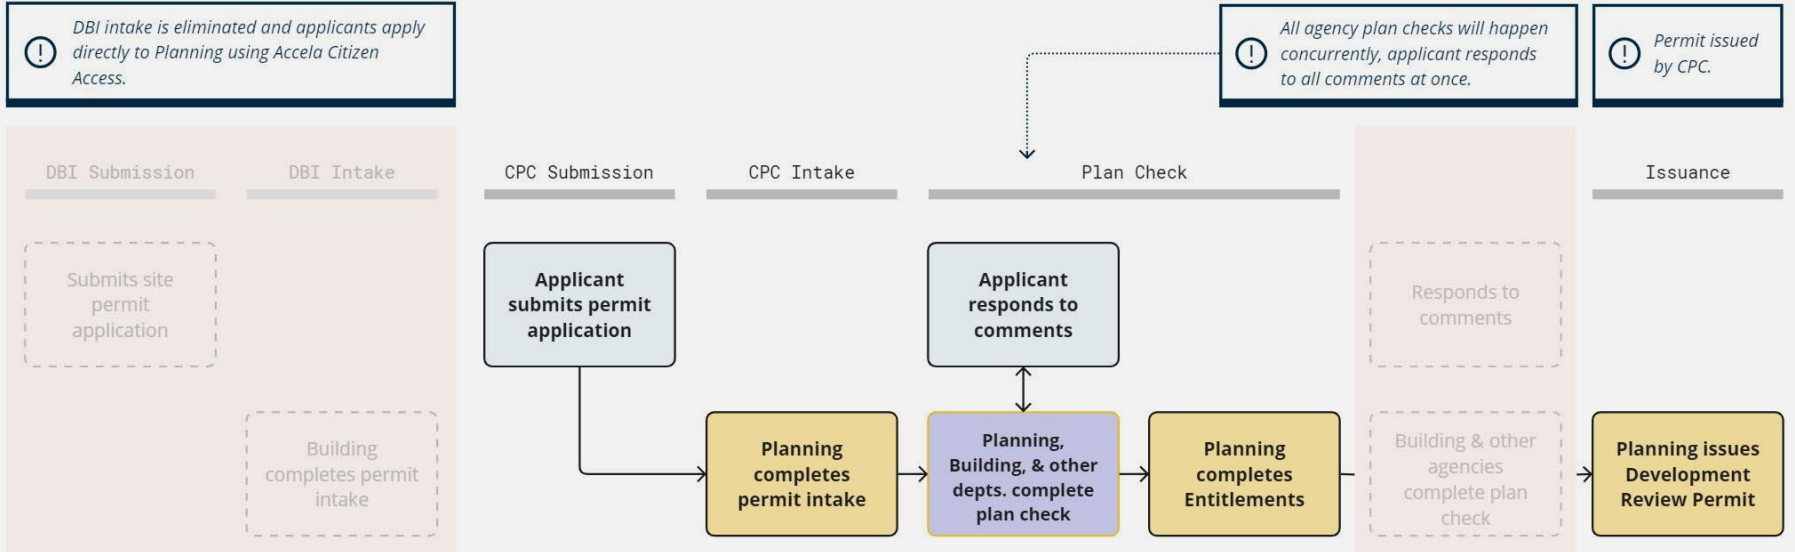 DBI intake is eliminated and applicants apply
directly to Planning using Accela Citizen
Access.
All agency plan checks will happen
concurrently, applicant responds
to all comments at once.
Permit issued
by CPC.
DBI Submission
DBI Intake
CPC Submission
CPC Intake
Plan Check
Issuance
Submits site
permit
application
Applicant
submits permit
application
Applicant
responds to
comments
Responds to
comments
Building
completes permit
intake
Planning
completes
permit intake
Planning,
Building, & other
depts. complete
plan check
Planning
completes
Entitlements
Building & other
agencies
complete plan
check
Planning issues
Development
Review Permit